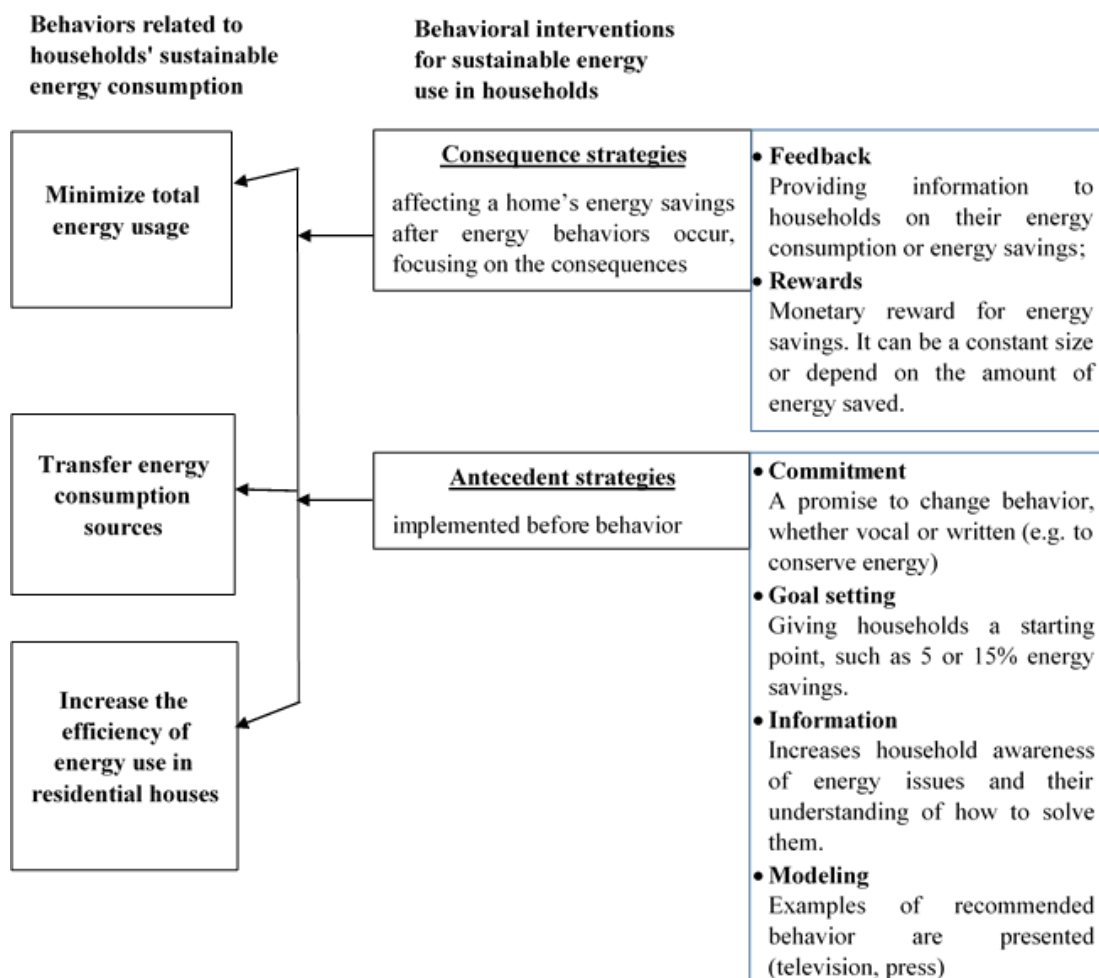 Behaviors related to
households' sustainable
energy consumption
Behavioral interventions
for sustainable energy
use in households
Minimize total
energy usage
Transfer energy
consumption
sources
Increase the
efficiency of
energy use in
residential houses
Consequence strategies
affecting a home’s energy savings
after energy behaviors occur,
focusing on the consequences
• Feedback
Providing information to
households on their energy
consumption or energy savings;
• Rewards
Monetary reward for energy
savings. It can be a constant size
or depend on the amount of
energy saved.
Antecedent strategies
implemented before behavior
• Commitment
A promise to change behavior,
whether vocal or written (e.g. to
conserve energy)
• Goal setting
Giving households a starting
point, such as 5 or 15% energy
savings.
• Information
Increases household awareness
of energy issues and their
understanding of how to solve
them.
• Modeling
Examples of recommended
behavior are presented
(television, press)